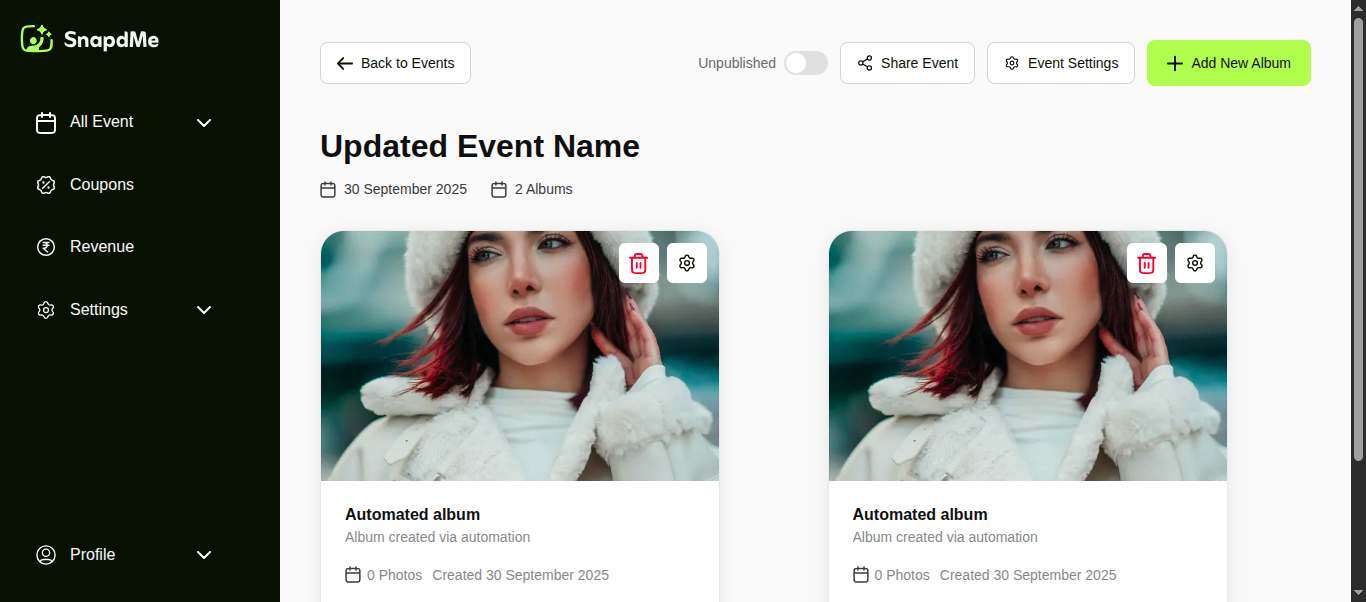 SnapdMe
All Event
Coupons
Revenue
Settings
Profile
Back to Events
Unpublished
Share Event
Event Settings
Add New Album
Updated Event Name
30 September 2025 2 Albums
Automated album
Album created via automation
0 Photos Created 30 September 2025
Automated album
Album created via automation
0 Photos Created 30 September 2025